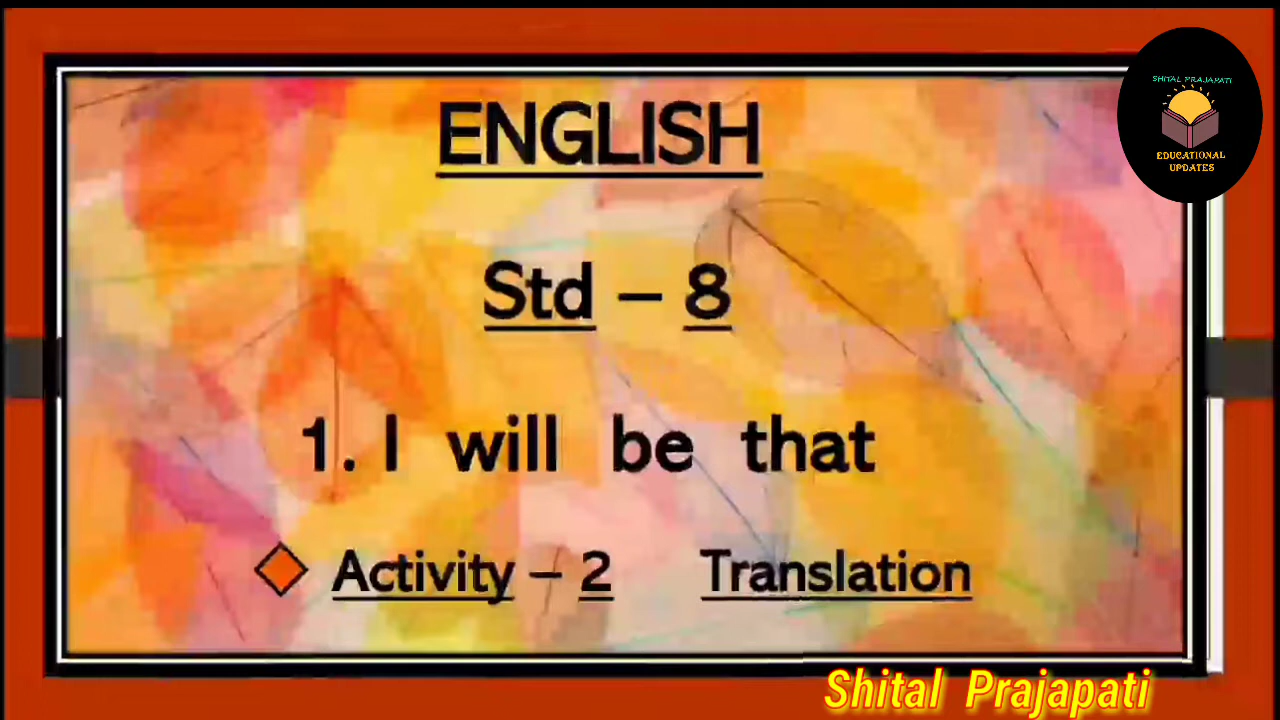 SHITAL PRAJAPATI
EDUCATIONAL
UPDATES
ENGLISH
Std – 8
1. I will be that
Activity – 2 Translation
Shital Prajapati